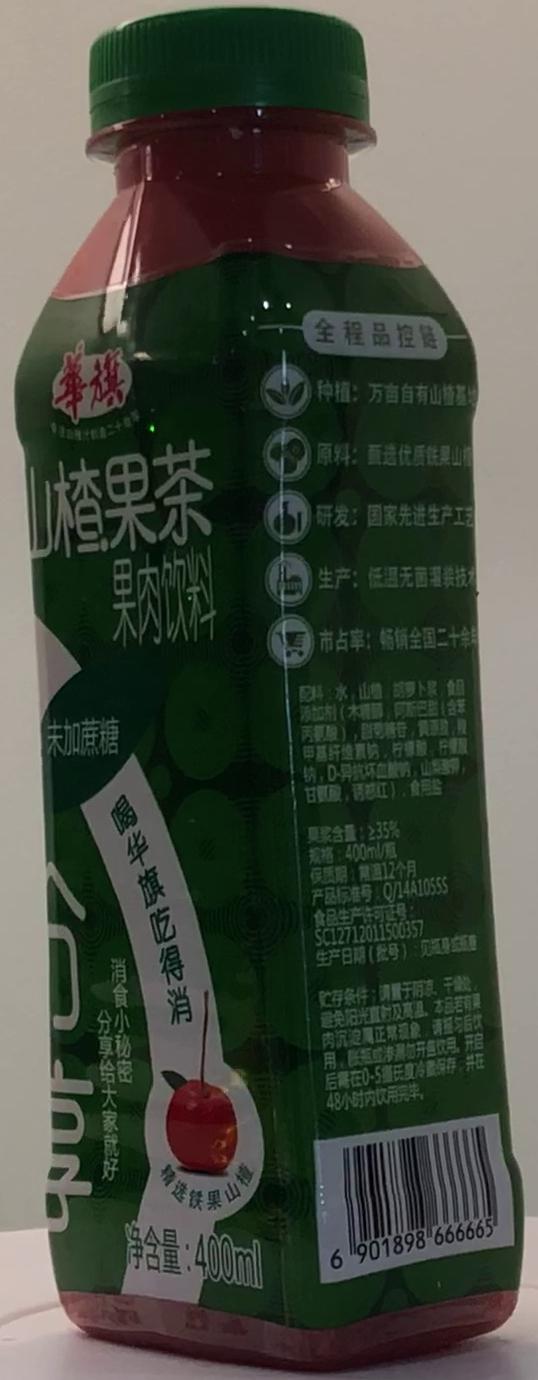 華旗
山楂果茶
果肉饮料
未加蔗糖
喝华旗吃得消
消食小秘密
分享给大家就好
精选铁果山楂
净含量:400ml
全程品控链
种植：万亩自有山楂基地
原料：甄选优质铁果山楂
研发：国家先进生产工艺
生产：低温无菌灌装技术
市占率：畅销全国二十余年
配料：水，山楂，胡萝卜浆，食品
添加剂（木糖醇，阿斯巴甜（含苯
丙氨酸），甜菊糖苷，黄原胶，羧
甲基纤维素钠，柠檬酸，柠檬酸
钠，D-异抗坏血酸钠，山梨酸钾，
甘氨酸，诱惑红），食用盐
果浆含量：≥35%
规格：400ml/瓶
保质期：常温12个月
产品标准号：Q/14A1055S
食品生产许可证号：
SC12712011500357
生产日期（批号）：见瓶身或瓶盖
贮存条件：请置于阴凉、干燥处，
避免阳光直射及高温。本品若有果
肉沉淀属正常现象，请摇匀后饮
用，胀瓶或渗漏勿开盖饮用。开启
后需在0-5摄氏度冷藏保存，并在
48小时内饮用完毕。
6 901898 666665